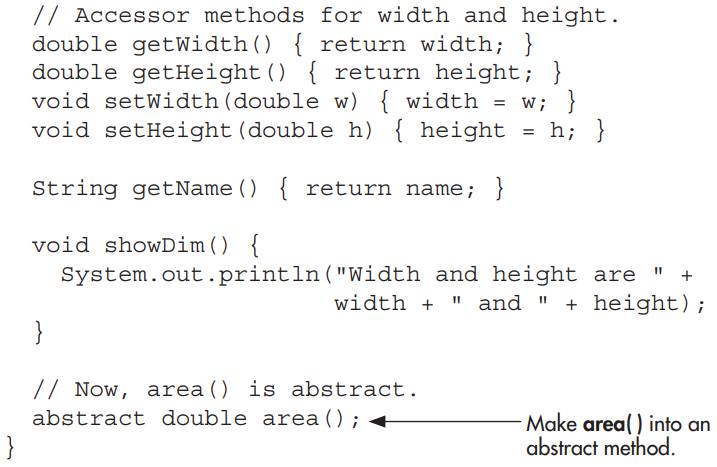 // Accessor methods for width and height.
double getWidth() { return width; }
double getHeight() { return height; }
void setWidth(double w) { width = w; }
void setHeight(double h) { height = h; }

String getName() { return name; }

void showDim() {
System.out.println("Width and height are " +
width + " and " + height);
}

// Now, area() is abstract.
abstract double area();
Make area( ) into an
abstract method.
}